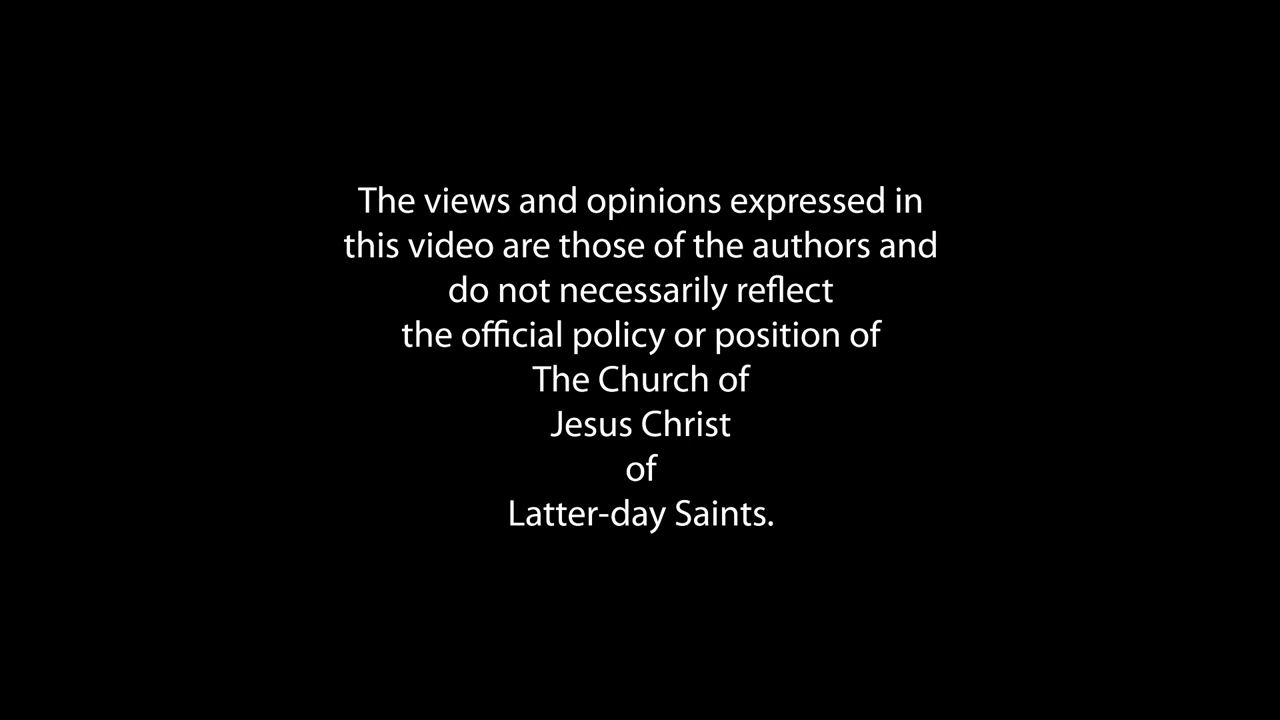 The views and opinions expressed in
this video are those of the authors and
do not necessarily reflect
the official policy or position of
The Church of
Jesus Christ
of
Latter-day Saints.